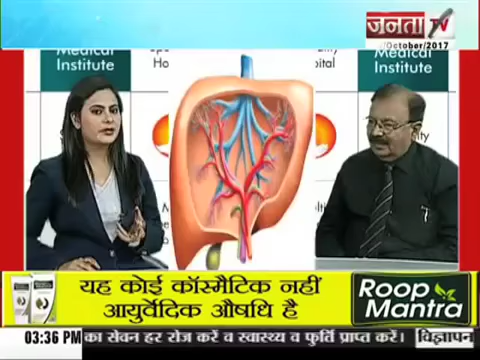 जनता TV
/October/2017
Medical
Institute
Medical
Institute
यह कोई कॉस्मैटिक नहीं
आयुर्वेदिक औषधि है
Roop
Mantra
03:36 PM का सेवन हर रोज करें व स्वास्थ्य व फुर्ति प्राप्त करें। विज्ञापन